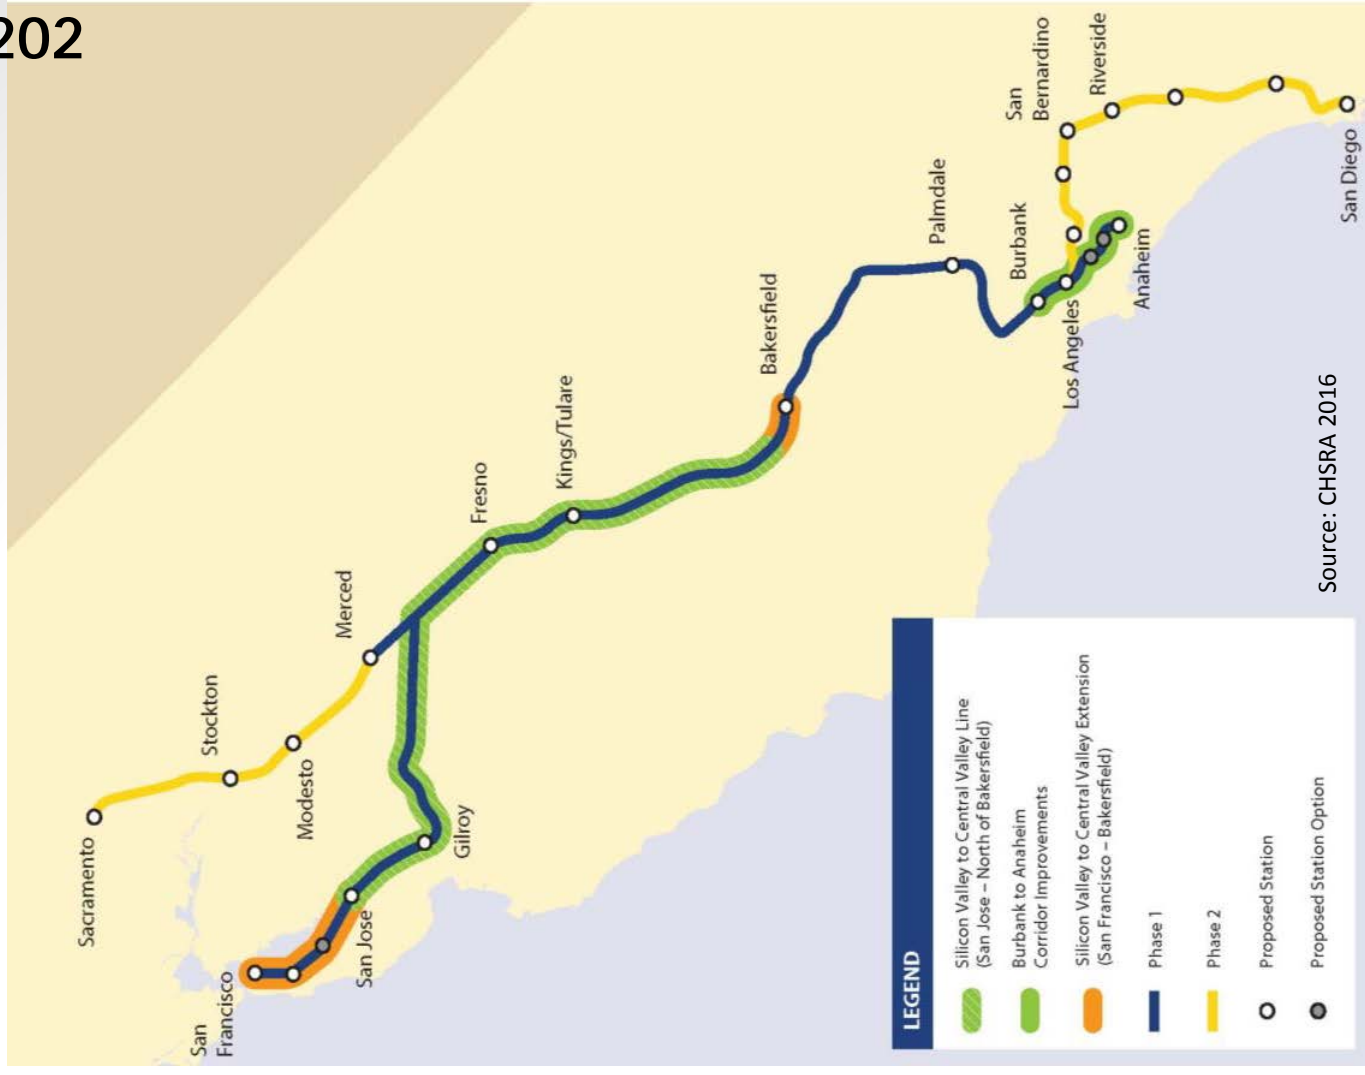 202
Sacramento
Stockton
Modesto
Merced
San
Francisco
San Jose
Gilroy
Fresno
Kings/Tulare
Bakersfield
Palmdale
Burbank
Los Angeles
Anaheim
San
Bernardino
Riverside
San Diego
LEGEND
Silicon Valley to Central Valley Line
(San Jose – North of Bakersfield)
Burbank to Anaheim
Corridor Improvements
Silicon Valley to Central Valley Extension
(San Francisco – Bakersfield)
Phase 1
Phase 2
Proposed Station
Proposed Station Option
Source: CHSRA 2016